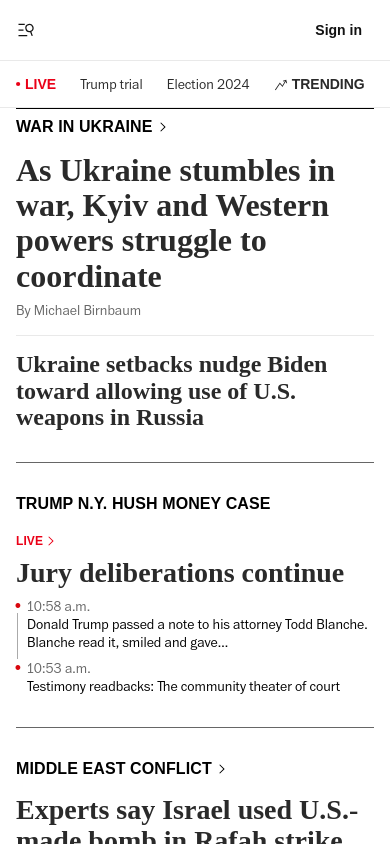 Sign in
LIVE Trump trial Election 2024 TRENDING
WAR IN UKRAINE
As Ukraine stumbles in
war, Kyiv and Western
powers struggle to
coordinate
By Michael Birnbaum
Ukraine setbacks nudge Biden
toward allowing use of U.S.
weapons in Russia
TRUMP N.Y. HUSH MONEY CASE
LIVE
Jury deliberations continue
10:58 a.m.
Donald Trump passed a note to his attorney Todd Blanche.
Blanche read it, smiled and gave...
10:53 a.m.
Testimony readbacks: The community theater of court
MIDDLE EAST CONFLICT
Experts say Israel used U.S.-
made bomb in Rafah strike